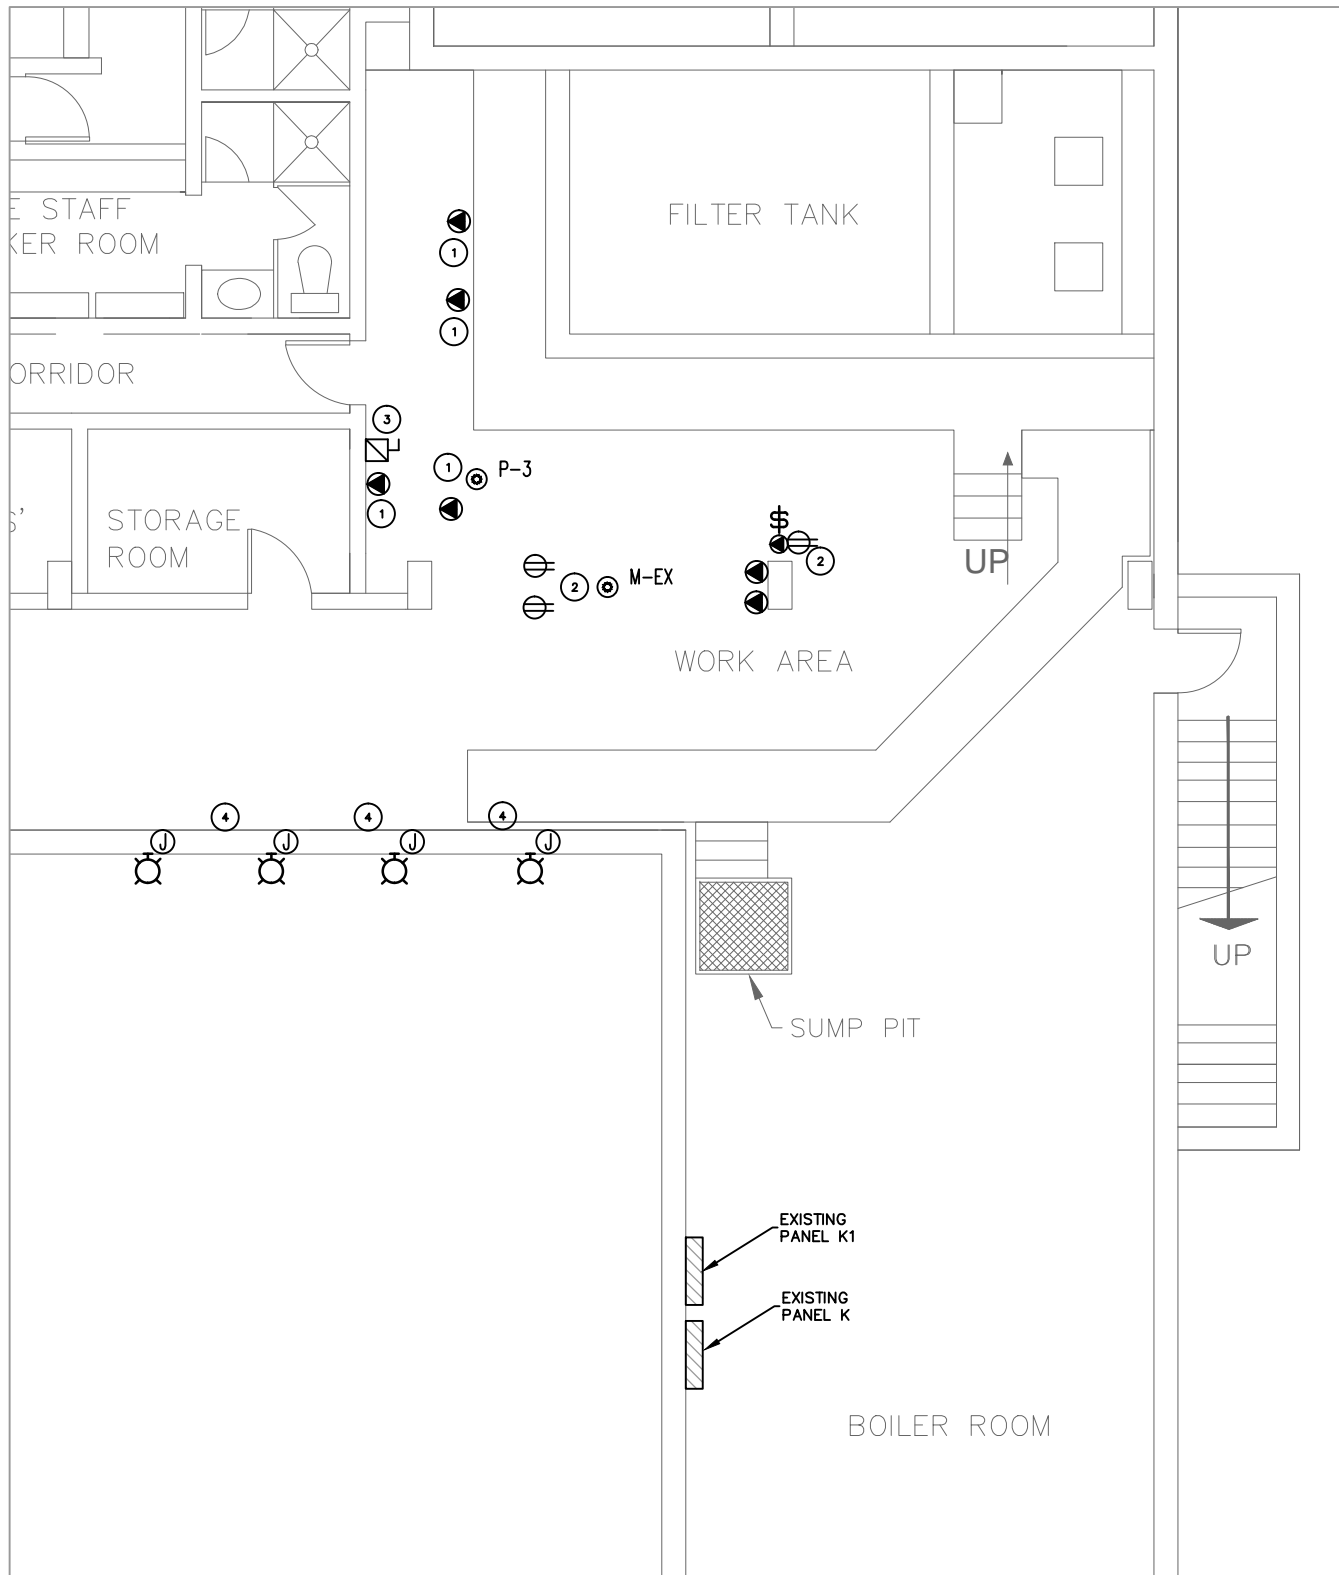 E STAFF
KER ROOM
FILTER TANK
1
1
ORRIDOR
3
1
P-3
1
S'
STORAGE
ROOM
$
2
UP
2
M-EX
WORK AREA
4
4
4
J
J
J
J
UP
SUMP PIT
EXISTING
PANEL K1
EXISTING
PANEL K
BOILER ROOM